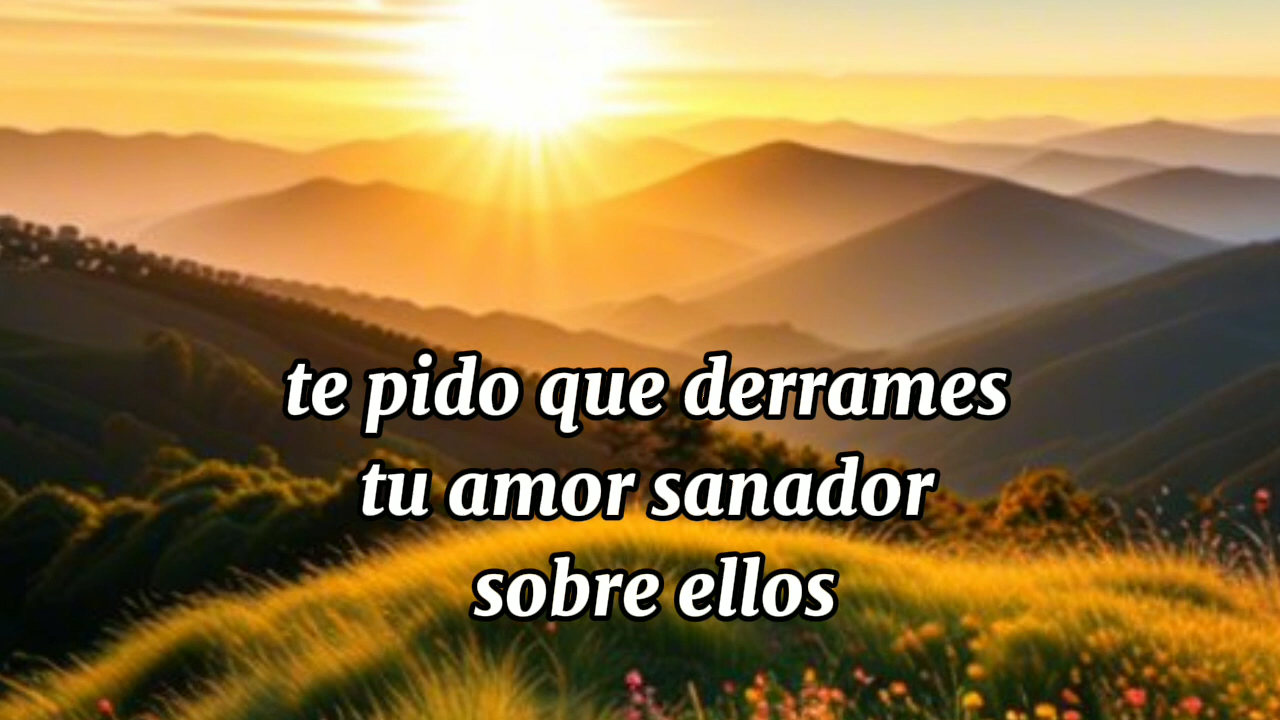 te pido que derrames
tu amor sanador
sobre ellos